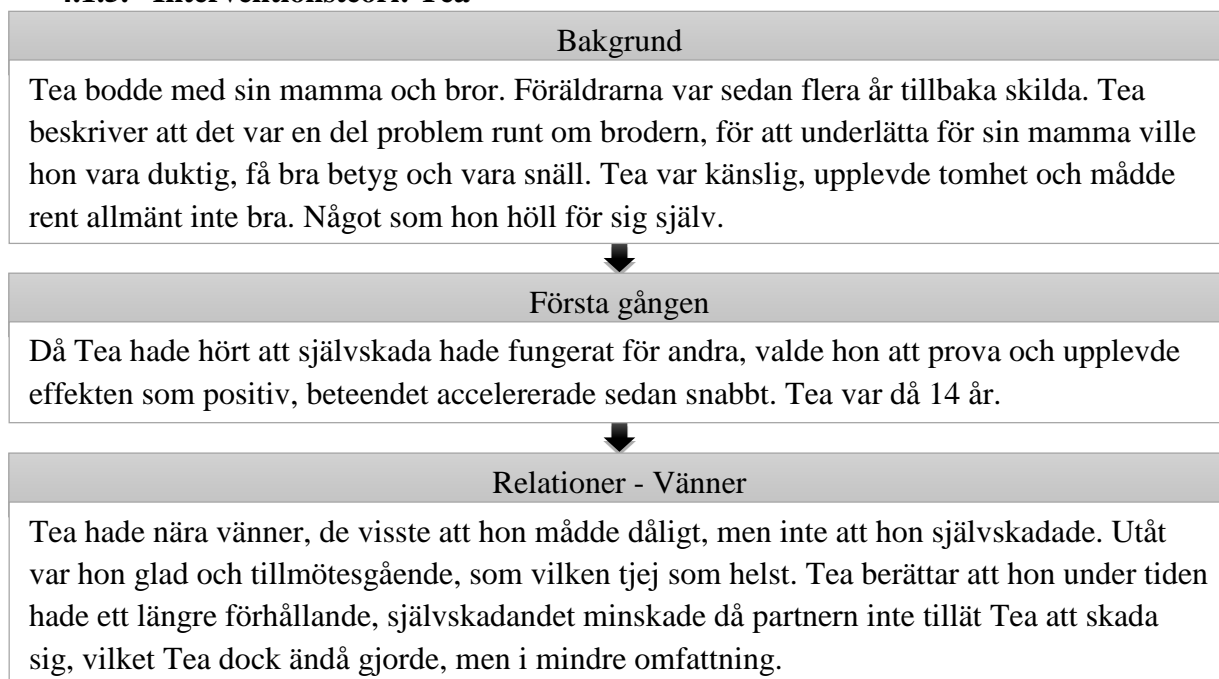 4.1.3. Interventionsteori: Tea
Bakgrund
Tea bodde med sin mamma och bror. Föräldrarna var sedan flera år tillbaka skilda. Tea
beskriver att det var en del problem runt om brodern, för att underlätta för sin mamma ville
hon vara duktig, få bra betyg och vara snäll. Tea var känslig, upplevde tomhet och mådde
rent allmänt inte bra. Något som hon höll för sig själv.
Första gången
Då Tea hade hört att självskada hade fungerat för andra, valde hon att prova och upplevde
effekten som positiv, beteendet accelererade sedan snabbt. Tea var då 14 år.
Relationer - Vänner
Tea hade nära vänner, de visste att hon mådde dåligt, men inte att hon självskadade. Utåt
var hon glad och tillmötesgående, som vilken tjej som helst. Tea berättar att hon under tiden
hade ett längre förhållande, självskadandet minskade då partnern inte tillät Tea att skada
sig, vilket Tea dock ändå gjorde, men i mindre omfattning.